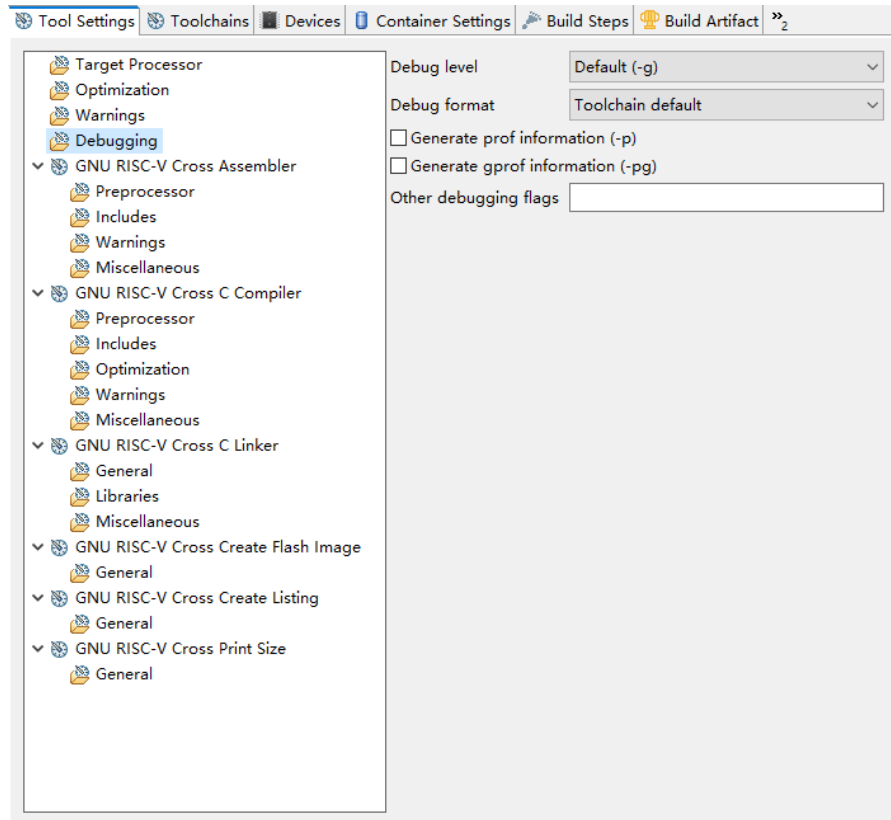 Tool Settings Toolchains Devices Container Settings Build Steps Build Artifact »2
Target Processor
Optimization
Warnings
Debugging
GNU RISC-V Cross Assembler
Preprocessor
Includes
Warnings
Miscellaneous
GNU RISC-V Cross C Compiler
Preprocessor
Includes
Optimization
Warnings
Miscellaneous
GNU RISC-V Cross C Linker
General
Libraries
Miscellaneous
GNU RISC-V Cross Create Flash Image
General
GNU RISC-V Cross Create Listing
General
GNU RISC-V Cross Print Size
General
Debug level Default (-g)
Debug format Toolchain default
Generate prof information (-p)
Generate gprof information (-pg)
Other debugging flags